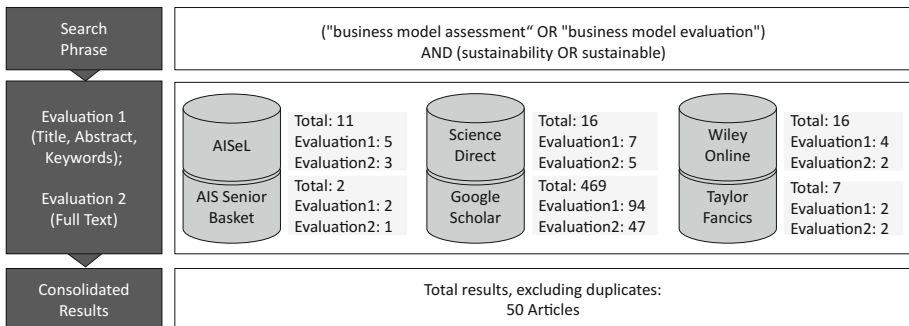 Search
Phrase
("business model assessment“ OR "business model evaluation")
AND (sustainability OR sustainable)
Evaluation 1
(Title, Abstract,
Keywords);
Evaluation 2
(Full Text)
AISeL
Total: 11
Evaluation1: 5
Evaluation2: 3
AIS Senior
Basket
Total: 2
Evaluation1: 2
Evaluation2: 1
Science
Direct
Total: 16
Evaluation1: 7
Evaluation2: 5
Google
Scholar
Total: 469
Evaluation1: 94
Evaluation2: 47
Wiley
Online
Total: 16
Evaluation1: 4
Evaluation2: 2
Taylor
Fancics
Total: 7
Evaluation1: 2
Evaluation2: 2
Consolidated
Results
Total results, excluding duplicates:
50 Articles